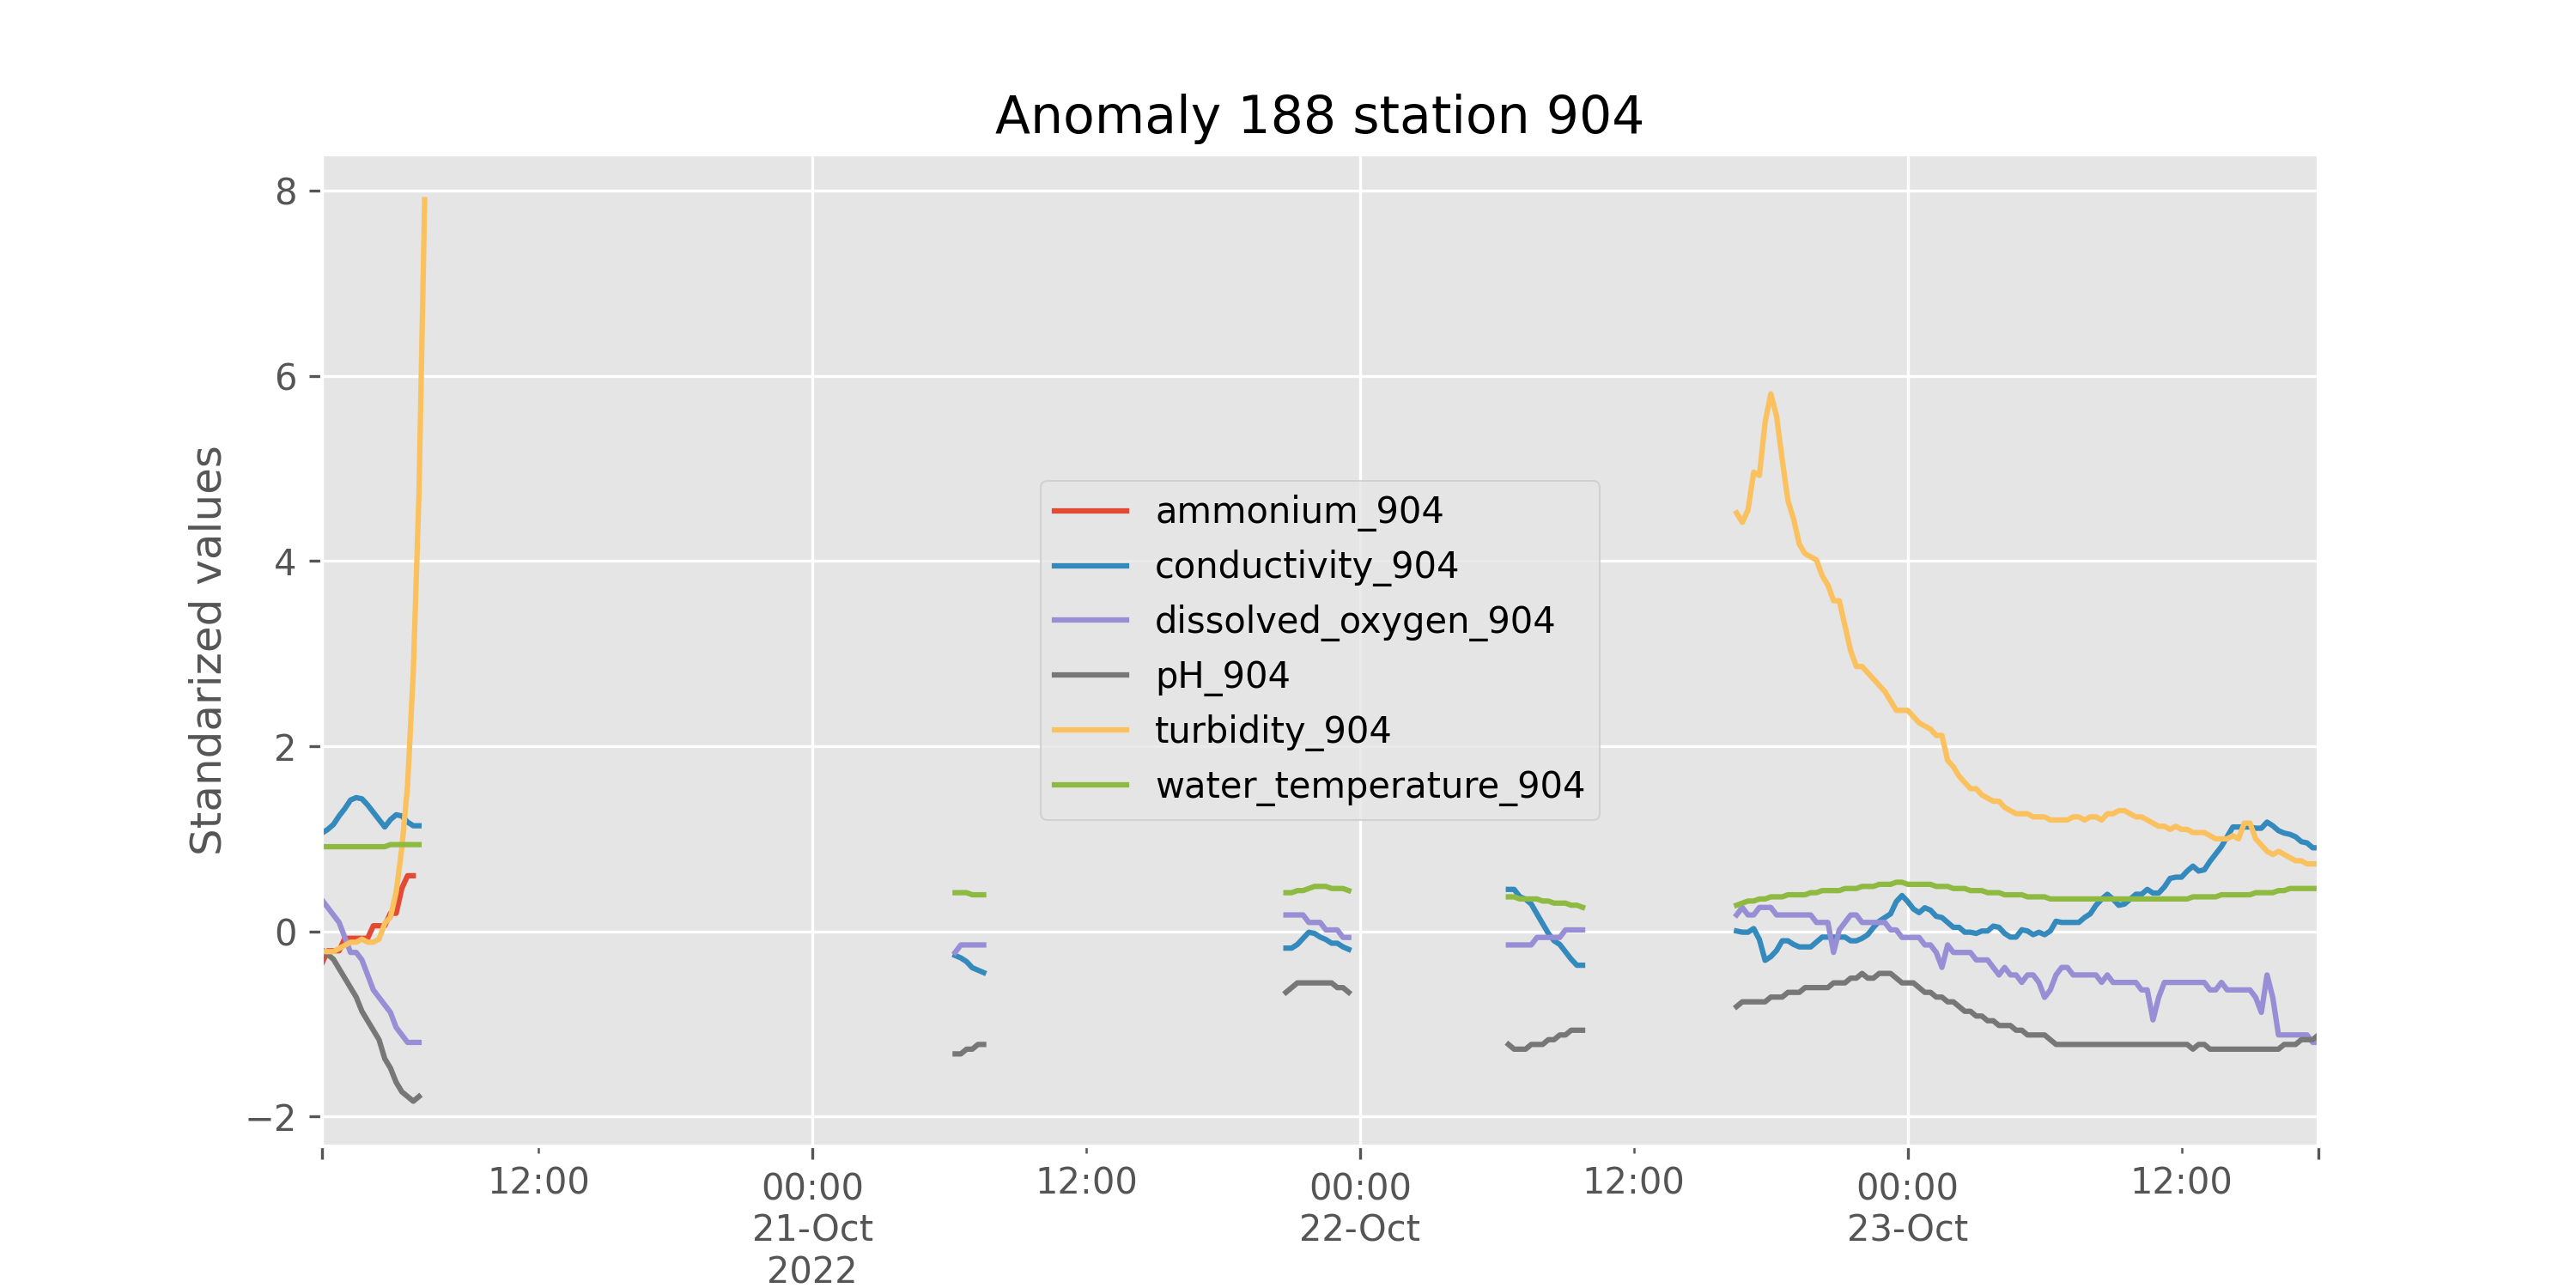 Anomaly 188 station 904
Standarized values
8
6
4
2
0
−2
ammonium_904
conductivity_904
dissolved_oxygen_904
pH_904
turbidity_904
water_temperature_904
12:00
00:00
21-Oct
2022
12:00
00:00
22-Oct
12:00
00:00
23-Oct
12:00